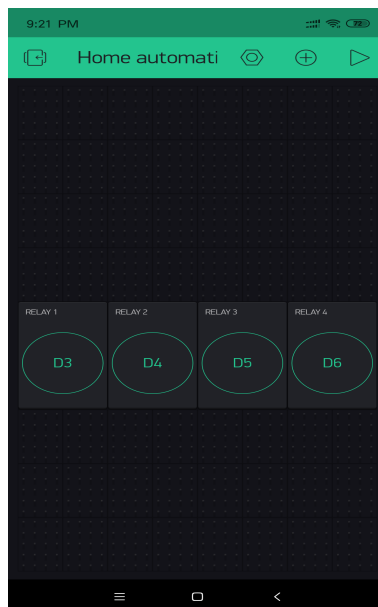 9:21 PM
Home automati
RELAY 1 RELAY 2 RELAY 3 RELAY 4
D3 D4 D5 D6